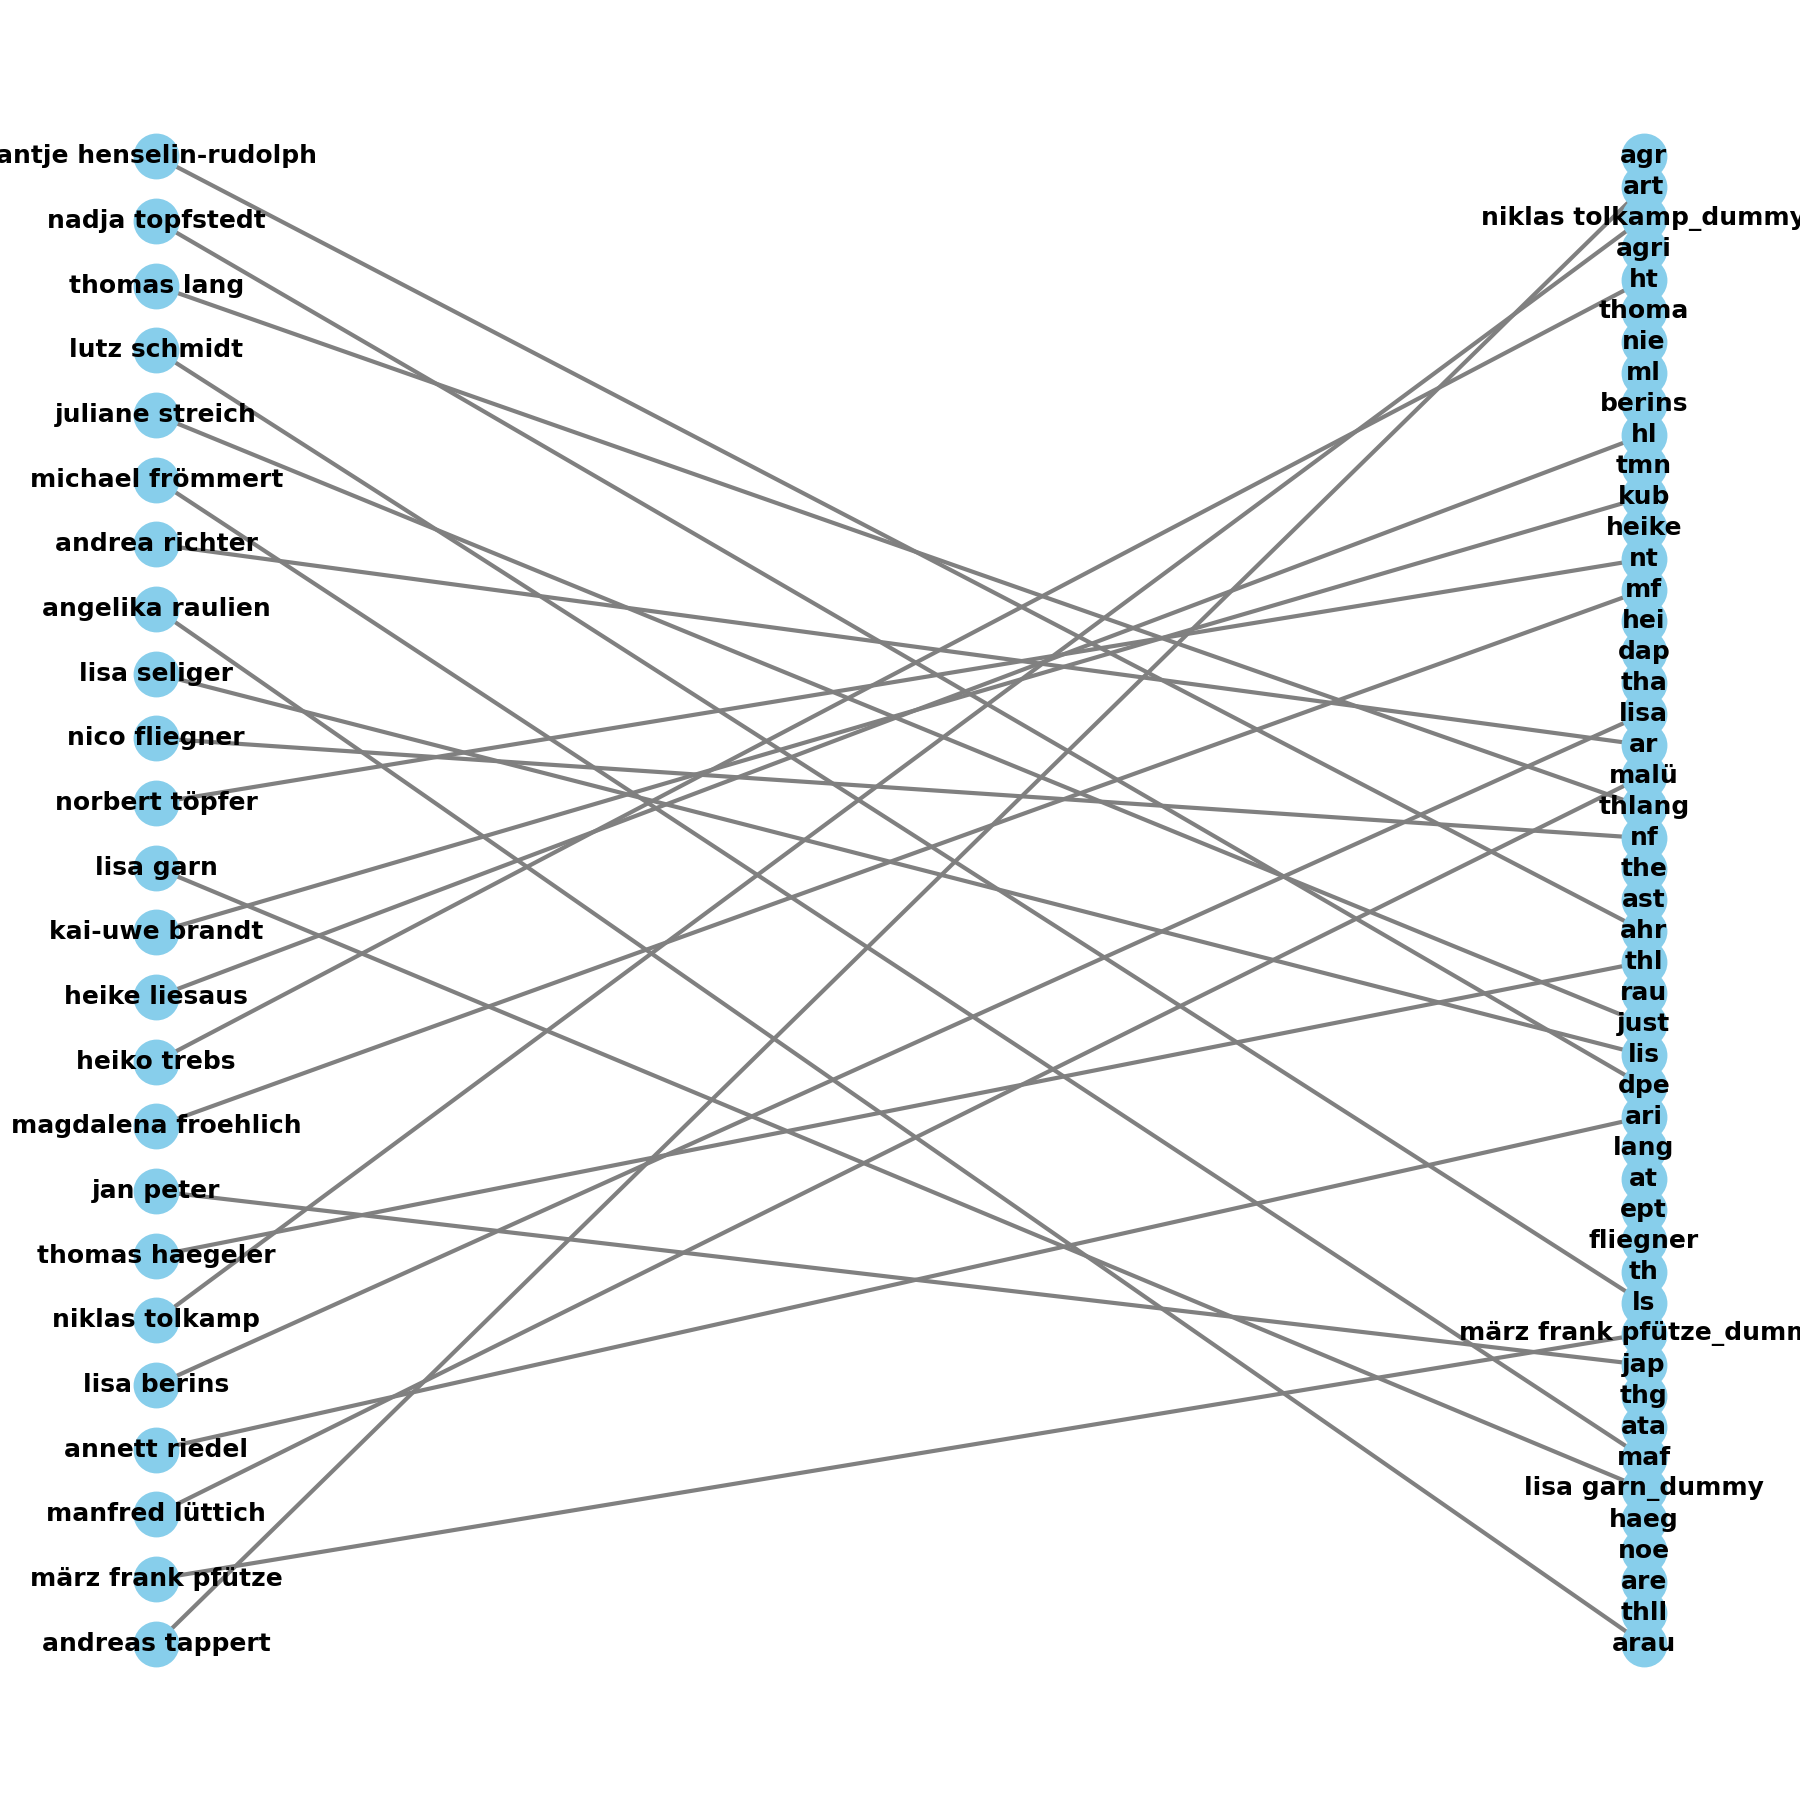 antje henselin-rudolph
nadja topfstedt
thomas lang
lutz schmidt
juliane streich
michael frömmert
andrea richter
angelika raulien
lisa seliger
nico fliegner
norbert töpfer
lisa garn
kai-uwe brandt
heike liesaus
heiko trebs
magdalena froehlich
jan peter
thomas haegeler
niklas tolkamp
lisa berins
annett riedel
manfred lüttich
märz frank pfütze
andreas tappert
agr
art
niklas tolkamp_dummy
agri
ht
thoma
nie
ml
berins
hl
tmn
kub
heike
nt
mf
hei
dap
tha
lisa
ar
malü
thlang
nf
the
ast
ahr
thl
rau
just
lis
dpe
ari
lang
at
ept
fliegner
th
ls
märz frank pfütze_dumm
jap
thg
ata
maf
lisa garn_dummy
haeg
noe
are
thll
arau